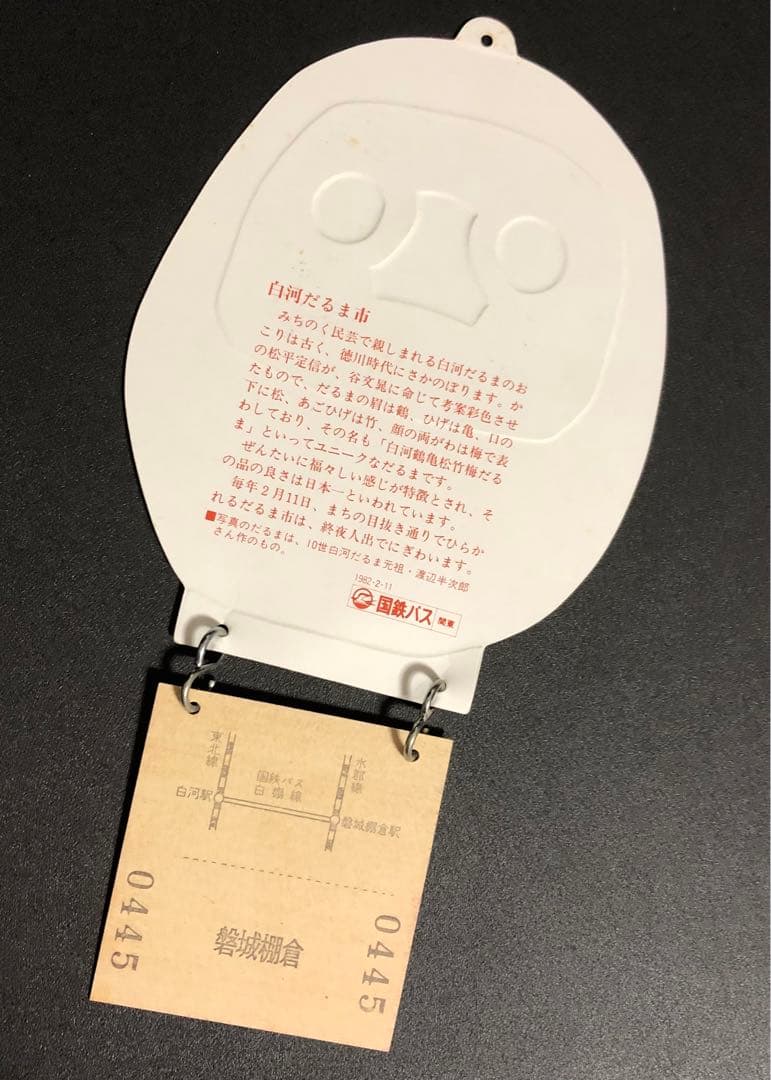 白河だるま市
みちのく民芸で親しまれる白河だるまのお
こりは古く、徳川時代にさかのぼります。か
の松平定信が、谷文晁に命じて考案彩色させ
たもので、だるまの眉は鶴、ひげは亀、口の
下に松、あごひげは竹、顔の両がわは梅で表
わしており、その名も「白河鶴亀松竹梅だる
ま」といってユニークなだるまです。
ぜんたいに福々しい感じが特徴とされ、そ
の品の良さは日本一といわれています。
毎年2月11日、まちの目抜き通りでひらか
れるだるま市は、終夜人出でにぎわいます。
■写真のだるまは、10世白河だるま元祖・渡辺半次郎
さん作のもの。
1982・2・11
国鉄バス 関東
東北線
水郡線
国鉄バス
白棚線
白河駅
磐城棚倉駅
0445
磐城棚倉
0445